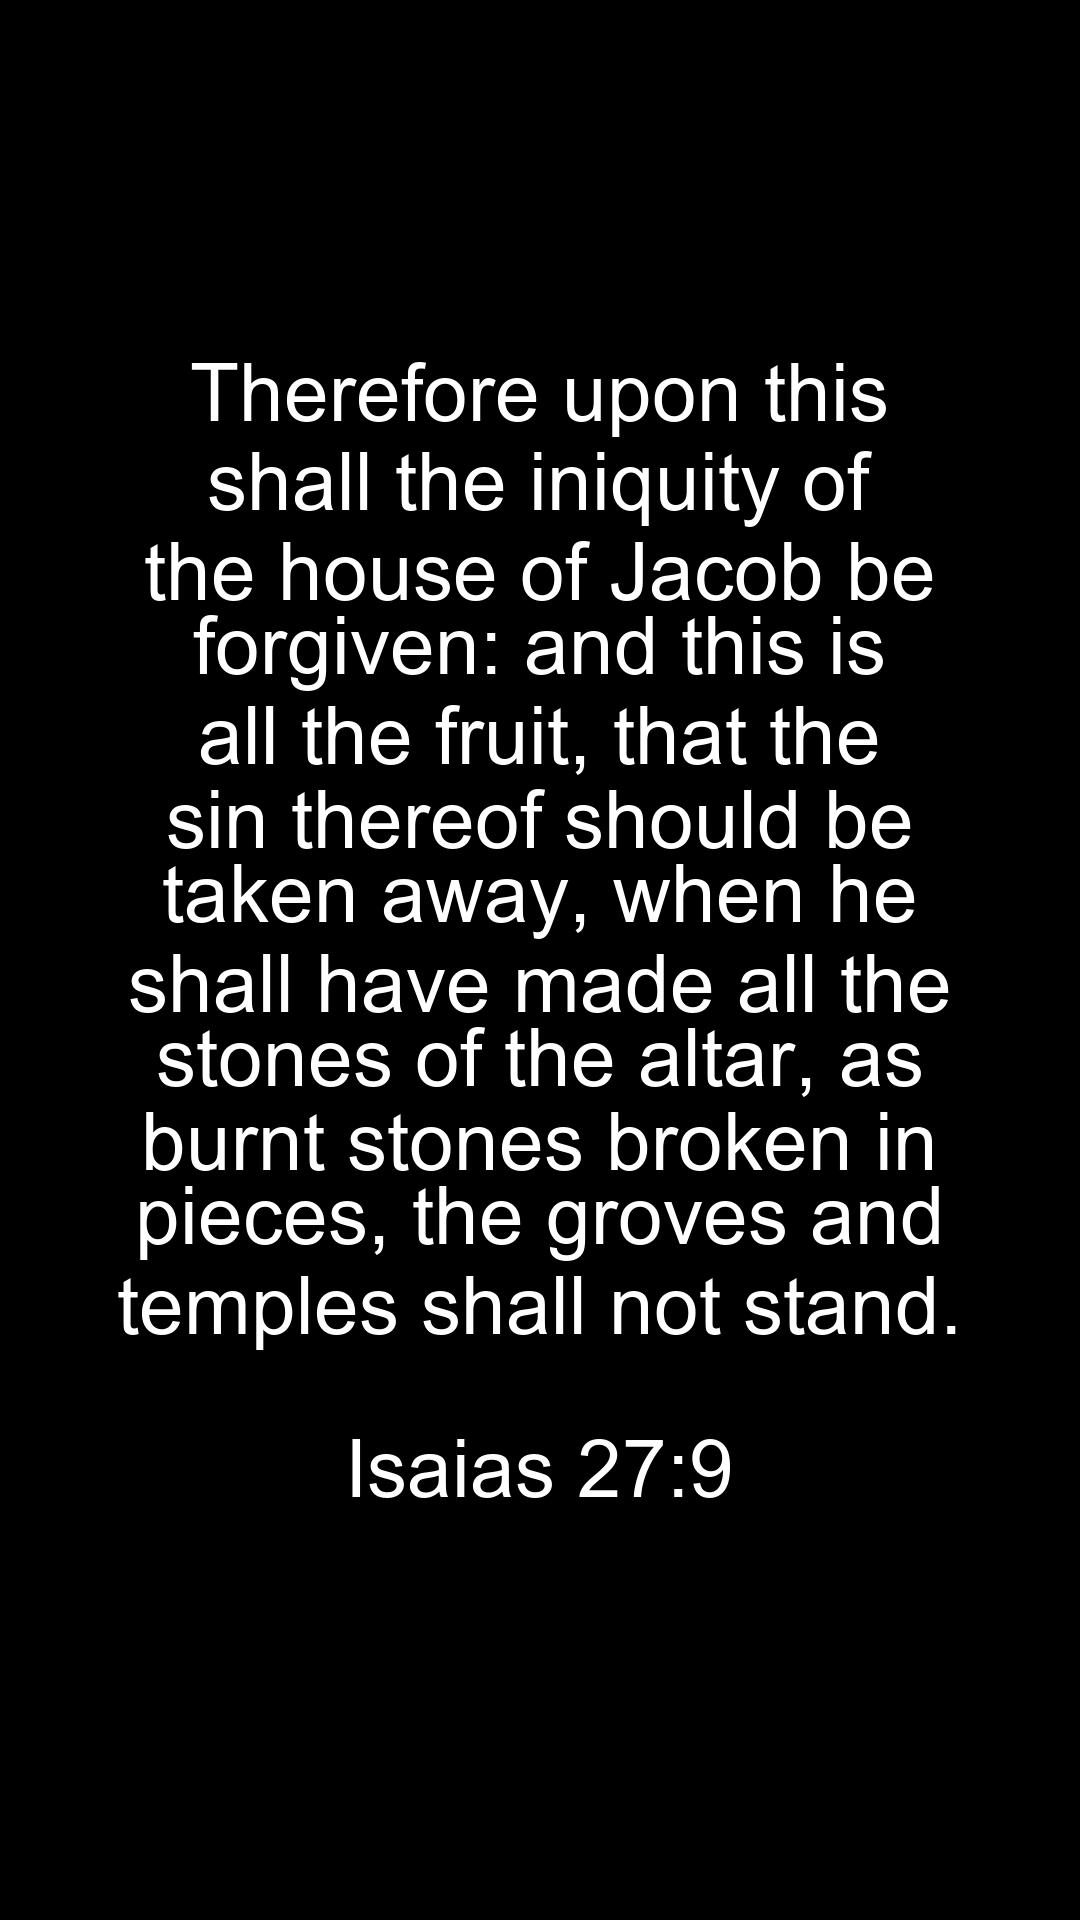 Therefore upon this
shall the iniquity of
the house of Jacob be
forgiven: and this is
all the fruit, that the
sin thereof should be
taken away, when he
shall have made all the
stones of the altar, as
burnt stones broken in
pieces, the groves and
temples shall not stand.
Isaias 27:9